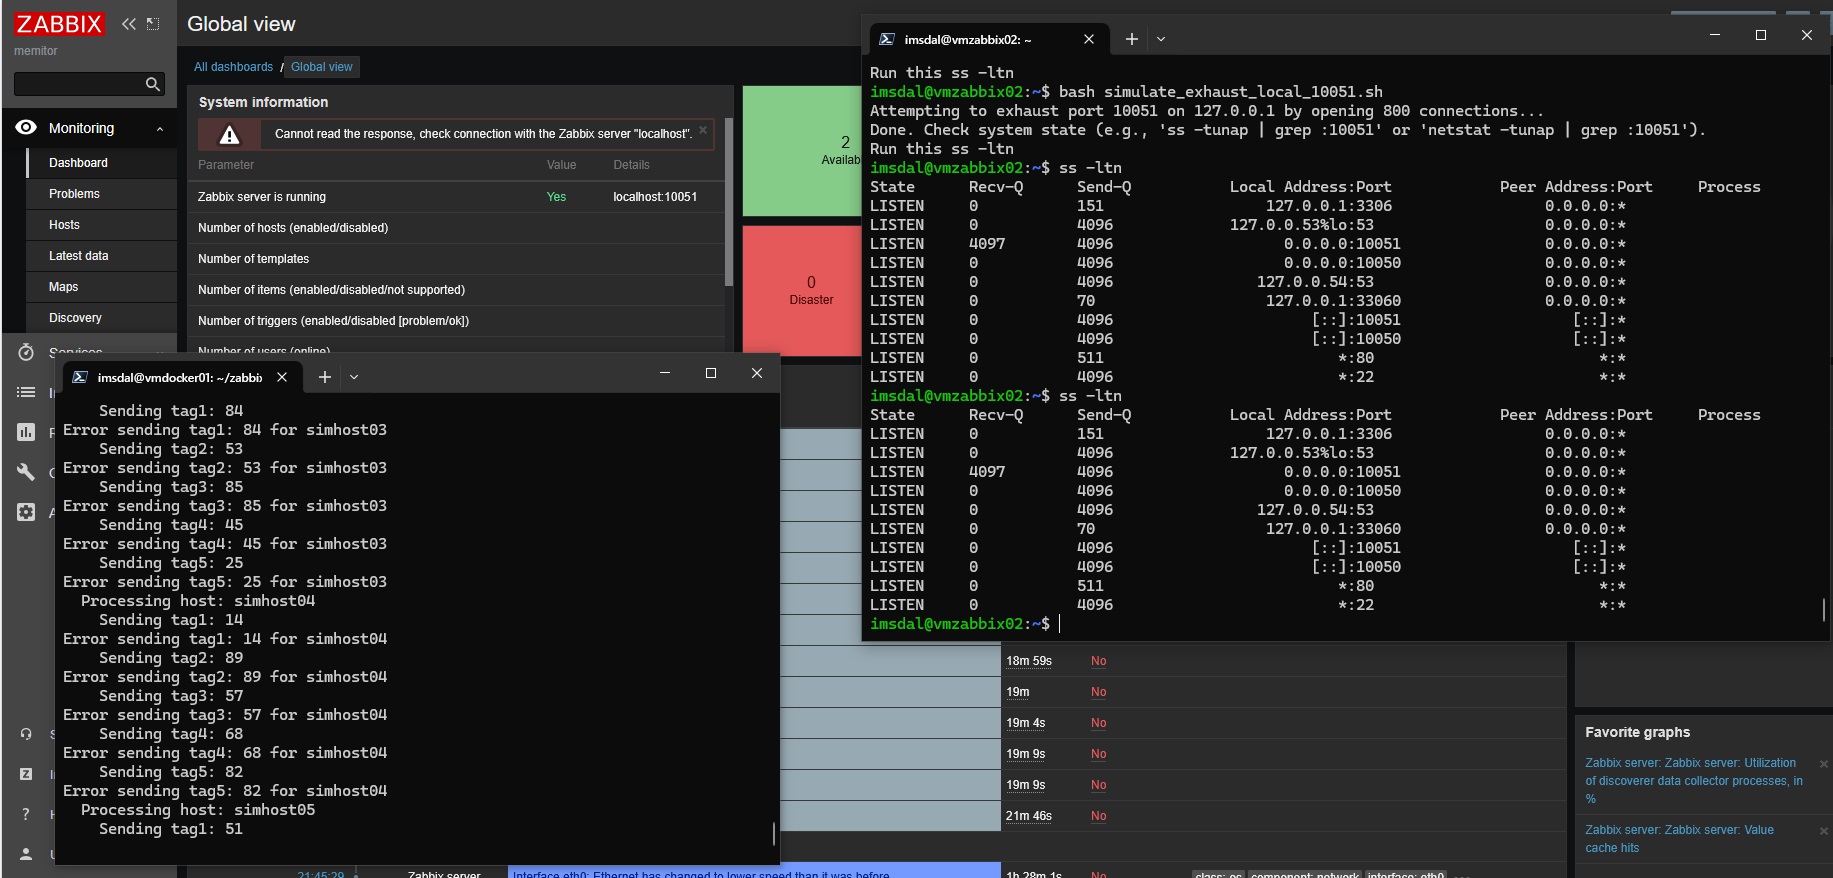 ZABBIX
memitor
Monitoring
Dashboard
Problems
Hosts
Latest data
Maps
Discovery
Services
Global view
All dashboards / Global view
System information
Cannot read the response, check connection with the Zabbix server "localhost".
Parameter Value Details
Zabbix server is running Yes localhost:10051
Number of hosts (enabled/disabled)
Number of templates
Number of items (enabled/disabled/not supported)
Number of triggers (enabled/disabled [problem/ok])
Number of users (online)
2
Availab
0
Disaster
imsdal@vmzabbix02: ~
Run this ss -ltn
imsdal@vmzabbix02:~$ bash simulate_exhaust_local_10051.sh
Attempting to exhaust port 10051 on 127.0.0.1 by opening 800 connections...
Done. Check system state (e.g., 'ss -tunap | grep :10051' or 'netstat -tunap | grep :10051').
Run this ss -ltn
imsdal@vmzabbix02:~$ ss -ltn
State Recv-Q Send-Q Local Address:Port Peer Address:Port Process
LISTEN 0 151 127.0.0.1:3306 0.0.0.0:*
LISTEN 0 4096 127.0.0.53%lo:53 0.0.0.0:*
LISTEN 4097 4096 0.0.0.0:10051 0.0.0.0:*
LISTEN 0 4096 0.0.0.0:10050 0.0.0.0:*
LISTEN 0 4096 127.0.0.54:53 0.0.0.0:*
LISTEN 0 70 127.0.0.1:33060 0.0.0.0:*
LISTEN 0 4096 [::]:10051 [::]:*
LISTEN 0 4096 [::]:10050 [::]:*
LISTEN 0 511 *:80 *:*
LISTEN 0 4096 *:22 *:*
imsdal@vmzabbix02:~$ ss -ltn
State Recv-Q Send-Q Local Address:Port Peer Address:Port Process
LISTEN 0 151 127.0.0.1:3306 0.0.0.0:*
LISTEN 0 4096 127.0.0.53%lo:53 0.0.0.0:*
LISTEN 4097 4096 0.0.0.0:10051 0.0.0.0:*
LISTEN 0 4096 0.0.0.0:10050 0.0.0.0:*
LISTEN 0 4096 127.0.0.54:53 0.0.0.0:*
LISTEN 0 70 127.0.0.1:33060 0.0.0.0:*
LISTEN 0 4096 [::]:10051 [::]:*
LISTEN 0 4096 [::]:10050 [::]:*
LISTEN 0 511 *:80 *:*
LISTEN 0 4096 *:22 *:*
imsdal@vmzabbix02:~$
imsdal@vmdocker01: ~/zabbi
Sending tag1: 84
Error sending tag1: 84 for simhost03
Sending tag2: 53
Error sending tag2: 53 for simhost03
Sending tag3: 85
Error sending tag3: 85 for simhost03
Sending tag4: 45
Error sending tag4: 45 for simhost03
Sending tag5: 25
Error sending tag5: 25 for simhost03
Processing host: simhost04
Sending tag1: 14
Error sending tag1: 14 for simhost04
Sending tag2: 89
Error sending tag2: 89 for simhost04
Sending tag3: 57
Error sending tag3: 57 for simhost04
Sending tag4: 68
Error sending tag4: 68 for simhost04
Sending tag5: 82
Error sending tag5: 82 for simhost04
Processing host: simhost05
Sending tag1: 51
18m 59s No
19m No
19m 4s No
19m 9s No
19m 9s No
21m 46s No
21:45:29 Zabbix server Interface eth0: Ethernet has changed to lower speed than it was before 1h 28m 1s No class: os component: network interface: eth0
Favorite graphs
Zabbix server: Zabbix server: Utilization
of discoverer data collector processes, in
%
Zabbix server: Zabbix server: Value
cache hits